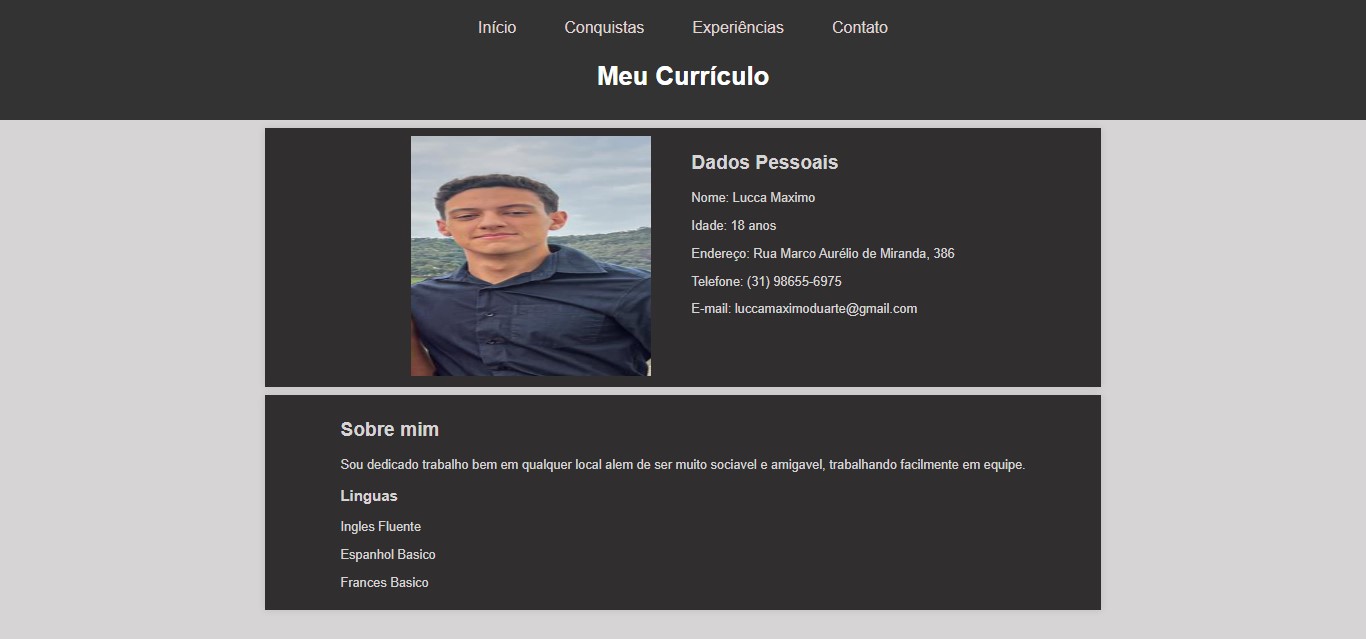 Início Conquistas Experiências Contato
Meu Currículo
Dados Pessoais
Nome: Lucca Maximo
Idade: 18 anos
Endereço: Rua Marco Aurélio de Miranda, 386
Telefone: (31) 98655-6975
E-mail: luccamaximoduarte@gmail.com
Sobre mim
Sou dedicado trabalho bem em qualquer local alem de ser muito sociavel e amigavel, trabalhando facilmente em equipe.
Linguas
Ingles Fluente
Espanhol Basico
Frances Basico